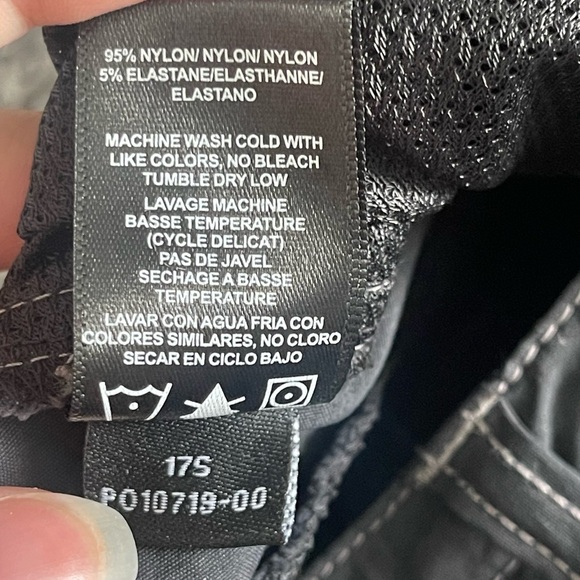 95% NYLON/ NYLON/ NYLON
5% ELASTANE/ELASTHANNE/
ELASTANO
MACHINE WASH COLD WITH
LIKE COLORS, NO BLEACH
TUMBLE DRY LOW
LAVAGE MACHINE
BASSE TEMPERATURE
(CYCLE DELICAT)
PAS DE JAVEL
SECHAGE A BASSE
TEMPERATURE
LAVAR CON AGUA FRIA CON
COLORES SIMILARES, NO CLORO
SECAR EN CICLO BAJO
17S
PO10719-00